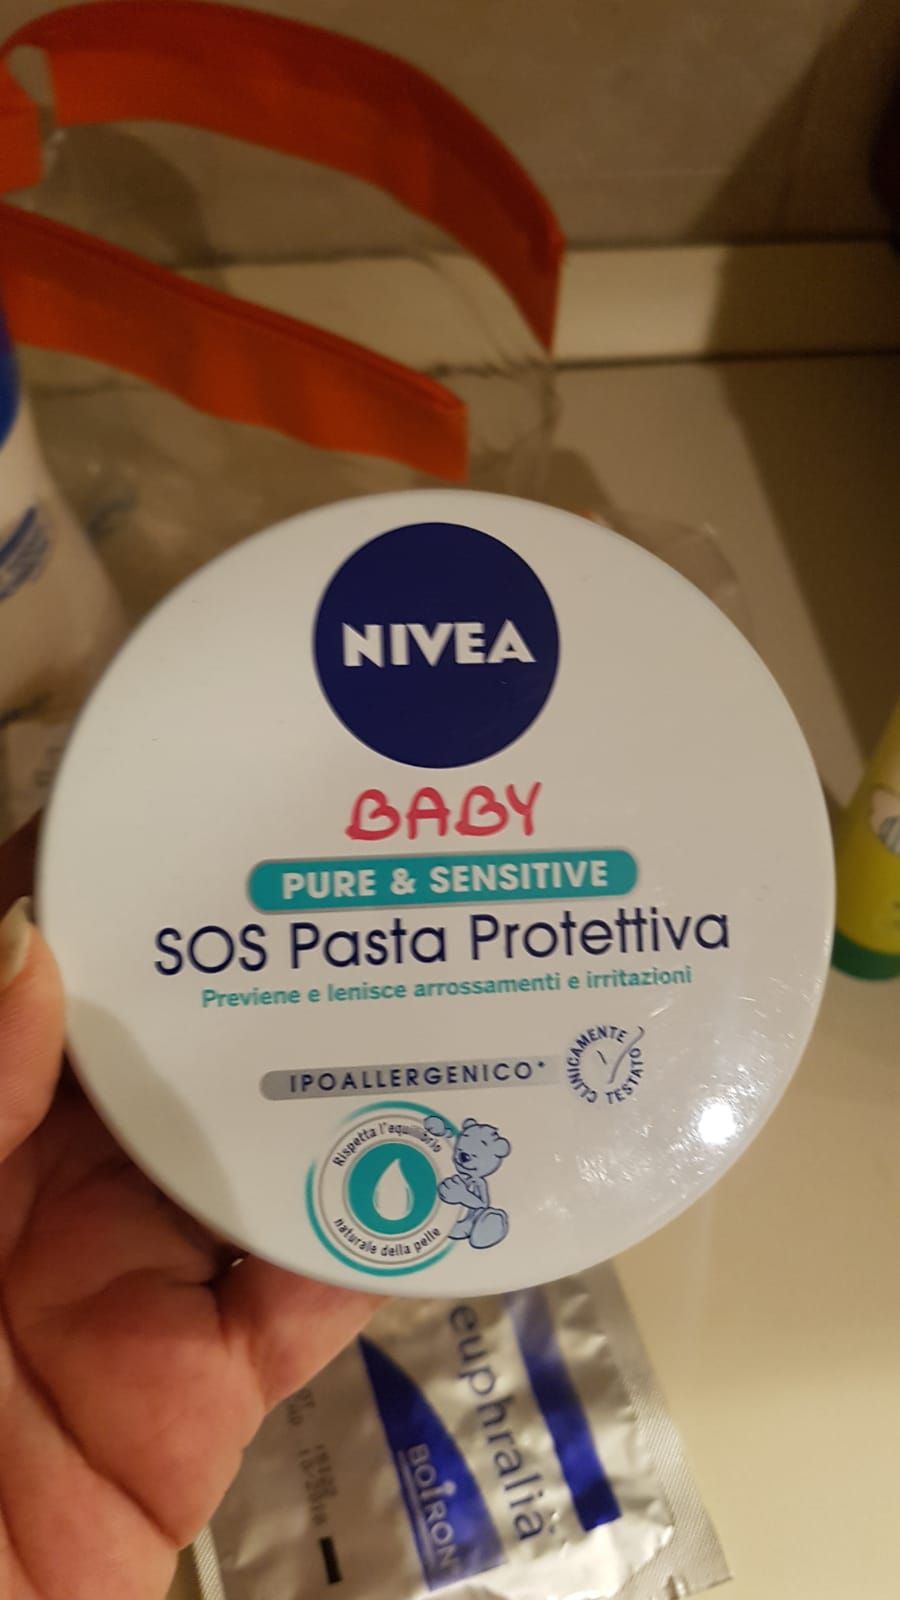 NIVEA
BABY
PURE & SENSITIVE
SOS Pasta Protettiva
Previene e lenisce arrossamenti e irritazioni
IPOALLERGENICO*
CLINICAMENTE TESTATO
Rispetta l'equilibrio
naturale della pelle
euphralia
BOIRON